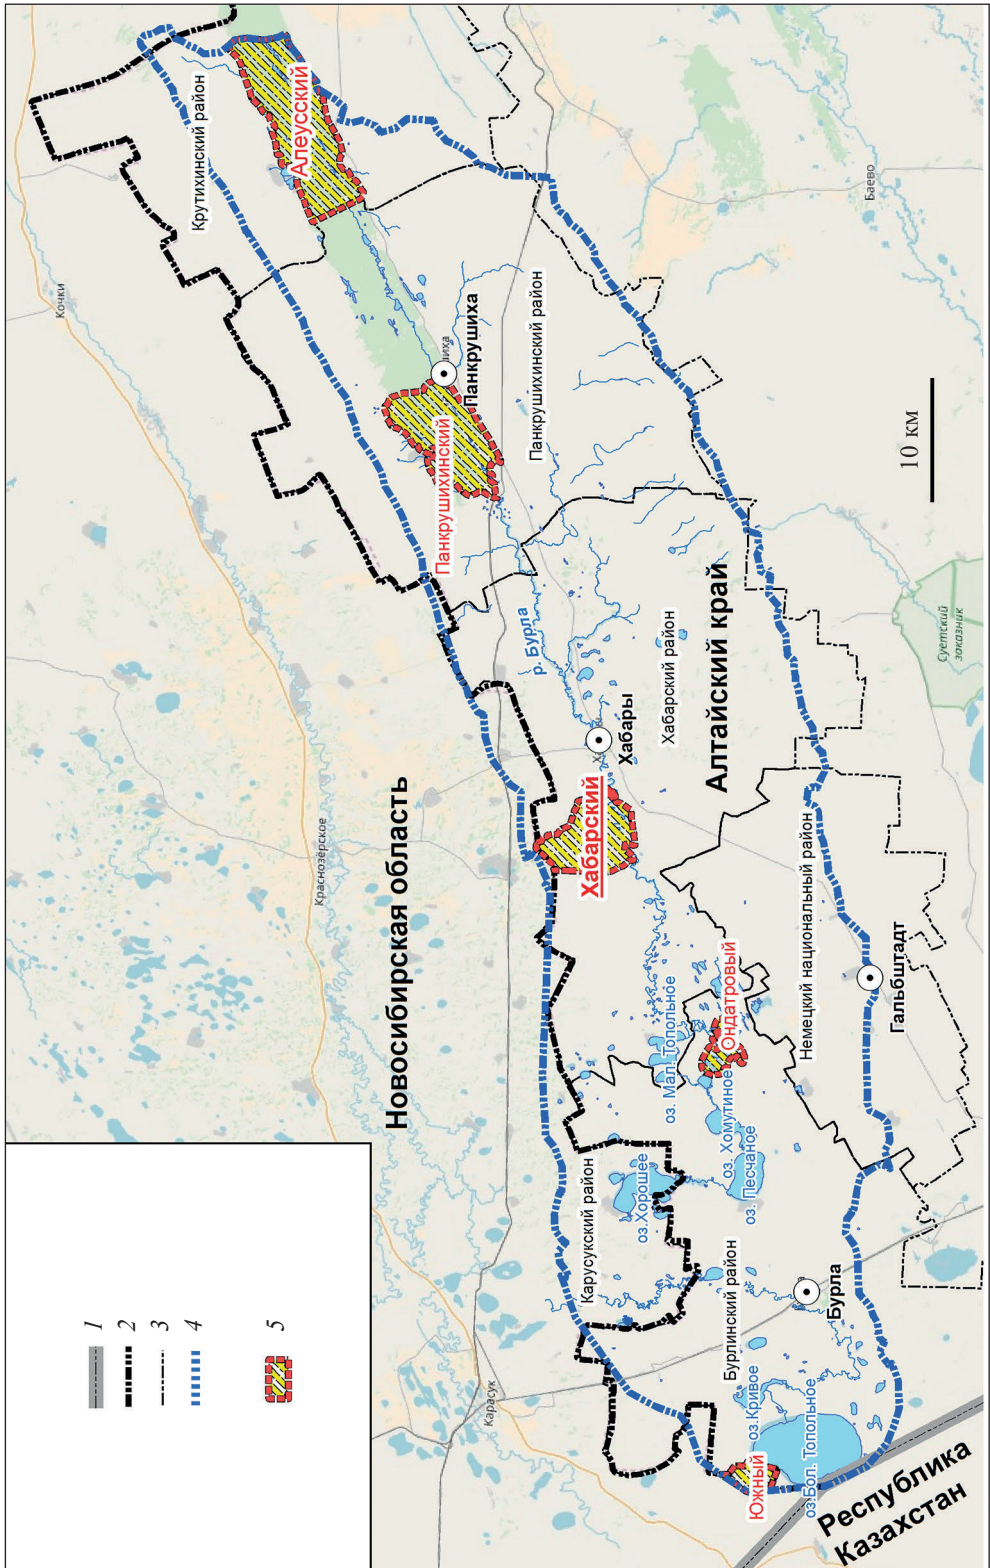 1
2
3
4
5
Новосибирская область
Алтайский край
Республика
Казахстан
Кочки
Краснозёрское
Карасук
Баево
Суетский
заказник
Крутихинский район
Алеусский
Панкрушиха
шиха
Панкрушихинский район
Панкрушихинский
р. Бурла
Хабары
Хабарский район
Хабарский
Немецкий национальный район
Гальбштадт
Ондатровый
оз. Мал. Топольное
оз. Хомутиное
оз. Песчаное
оз.Хорошее
Карусукский район
Бурлинский район
Бурла
оз.Кривое
оз.Бол. Топольное
Южный
10 км